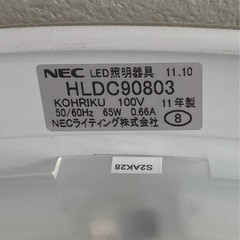 NEC LED照明器具 11.10
HLDC90803
KOHRIKU 100V 11年製
50/60Hz 65W 0.66A 8
NECライティング株式会社
S2AK28